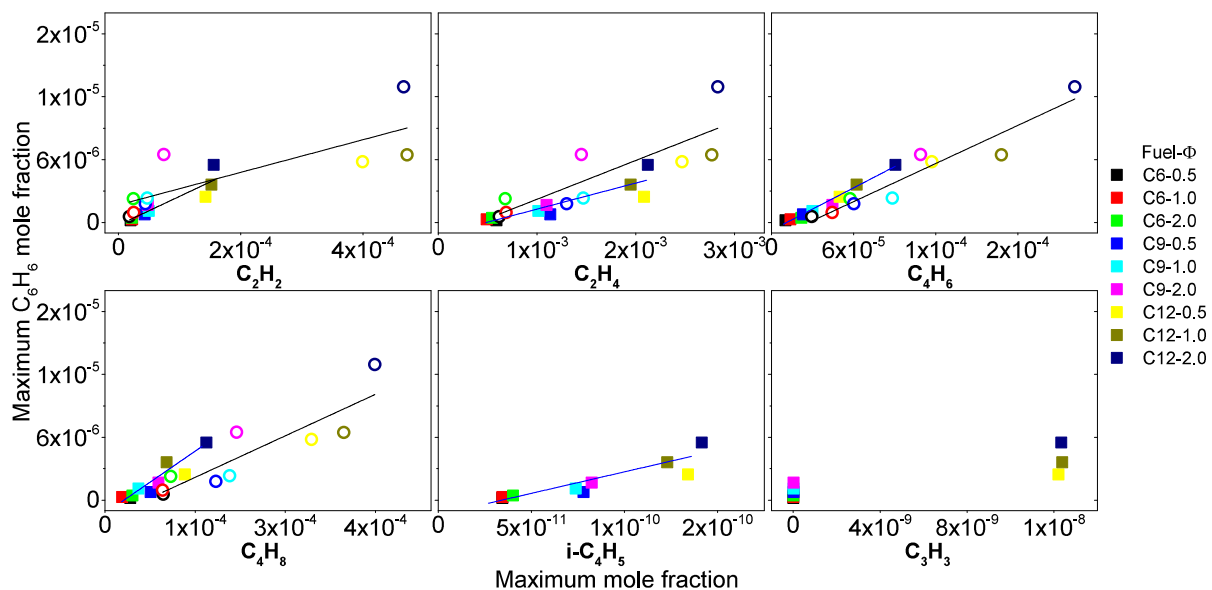 Maximum C₆H₆ mole fraction
2x10⁻⁵
1x10⁻⁵
6x10⁻⁶
0
0 2x10⁻⁴ 4x10⁻⁴
C₂H₂
0 1x10⁻³ 2x10⁻³ 3x10⁻³
C₂H₄
0 6x10⁻⁵ 1x10⁻⁴ 2x10⁻⁴
C₄H₆
2x10⁻⁵
1x10⁻⁵
6x10⁻⁶
0
0 1x10⁻⁴ 3x10⁻⁴ 4x10⁻⁴
C₄H₈
0 5x10⁻¹¹ 1x10⁻¹⁰ 2x10⁻¹⁰
i-C₄H₅
0 4x10⁻⁹ 8x10⁻⁹ 1x10⁻⁸
C₃H₃
Maximum mole fraction
Fuel-Φ
C6-0.5
C6-1.0
C6-2.0
C9-0.5
C9-1.0
C9-2.0
C12-0.5
C12-1.0
C12-2.0